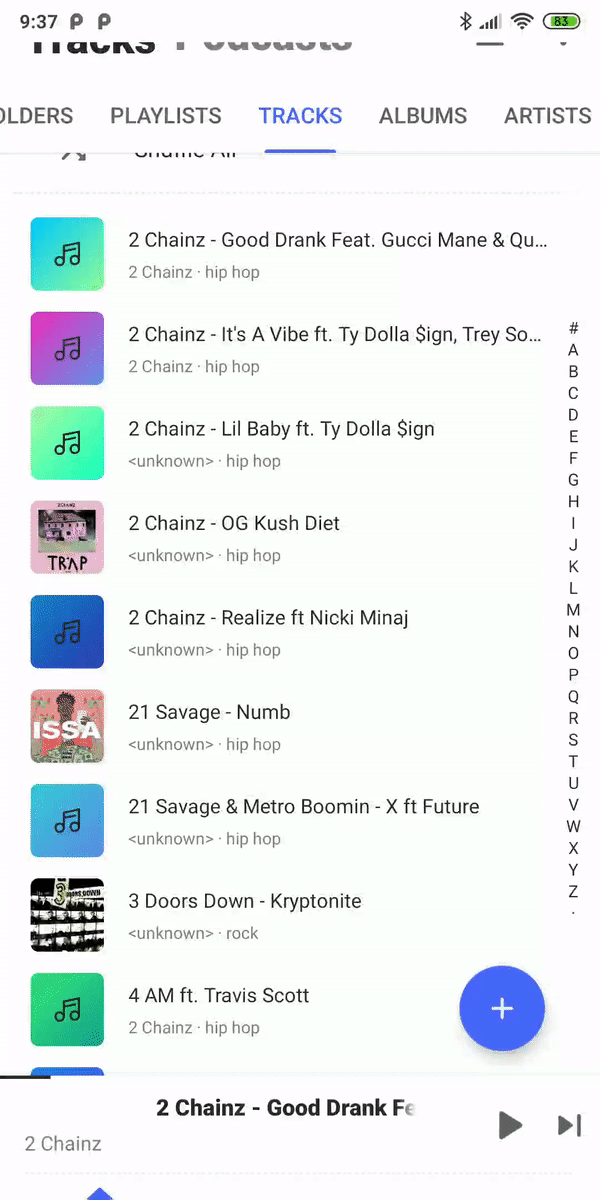 9:37
83
Tracks Podcasts
OLDERS PLAYLISTS TRACKS ALBUMS ARTISTS
Shuffle All
2 Chainz - Good Drank Feat. Gucci Mane & Qu...
2 Chainz · hip hop
2 Chainz - It's A Vibe ft. Ty Dolla $ign, Trey So...
2 Chainz · hip hop
2 Chainz - Lil Baby ft. Ty Dolla $ign
<unknown> · hip hop
2 Chainz - OG Kush Diet
<unknown> · hip hop
TRAP
2 Chainz - Realize ft Nicki Minaj
<unknown> · hip hop
21 Savage - Numb
<unknown> · hip hop
ISSA
21 Savage & Metro Boomin - X ft Future
<unknown> · hip hop
3 Doors Down - Kryptonite
<unknown> · rock
4 AM ft. Travis Scott
2 Chainz · hip hop
#
A
B
C
D
E
F
G
H
I
J
K
L
M
N
O
P
Q
R
S
T
U
V
W
X
Y
Z
.
2 Chainz - Good Drank Fe
2 Chainz